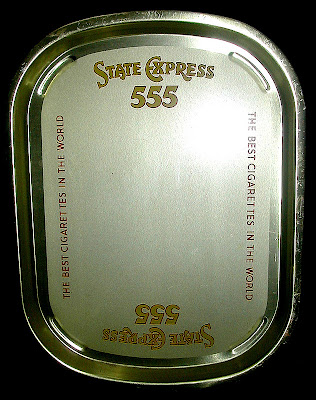 STATE EXPRESS
555
THE BEST CIGARETTES IN THE WORLD
THE BEST CIGARETTES IN THE WORLD
555
STATE EXPRESS